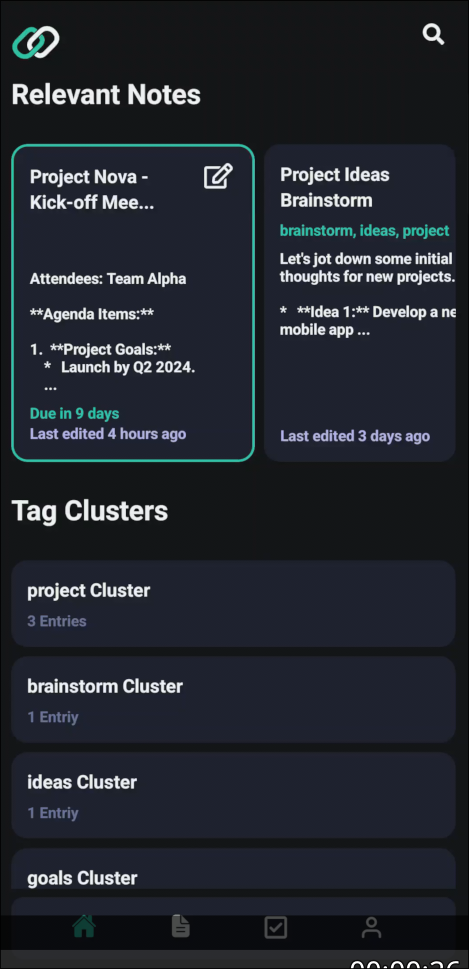 Relevant Notes
Project Nova -
Kick-off Mee...
Attendees: Team Alpha
**Agenda Items:**
1. **Project Goals:**
* Launch by Q2 2024.
...
Due in 9 days
Last edited 4 hours ago
Project Ideas
Brainstorm
brainstorm, ideas, project
Let's jot down some initial
thoughts for new projects.
* **Idea 1:** Develop a ne
mobile app ...
Last edited 3 days ago
Tag Clusters
project Cluster
3 Entries
brainstorm Cluster
1 Entriy
ideas Cluster
1 Entriy
goals Cluster
00:00:26